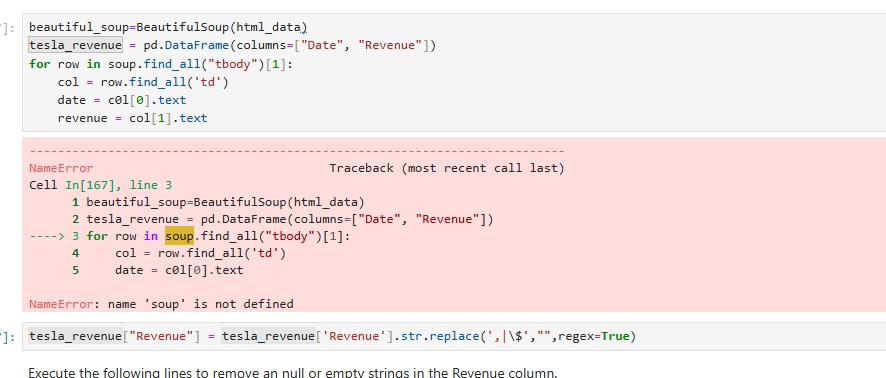 ]:
beautiful_soup=BeautifulSoup(html_data)
tesla_revenue = pd.DataFrame(columns=["Date", "Revenue"])
for row in soup.find_all("tbody")[1]:
    col = row.find_all('td')
    date = c0l[0].text
    revenue = col[1].text
---------------------------------------------------------------------------
NameError                                 Traceback (most recent call last)
Cell In[167], line 3
      1 beautiful_soup=BeautifulSoup(html_data)
      2 tesla_revenue = pd.DataFrame(columns=["Date", "Revenue"])
----> 3 for row in soup.find_all("tbody")[1]:
      4     col = row.find_all('td')
      5     date = c0l[0].text
NameError: name 'soup' is not defined
]: tesla_revenue["Revenue"] = tesla_revenue['Revenue'].str.replace(',|\$',"",regex=True)
Execute the following lines to remove an null or empty strings in the Revenue column.